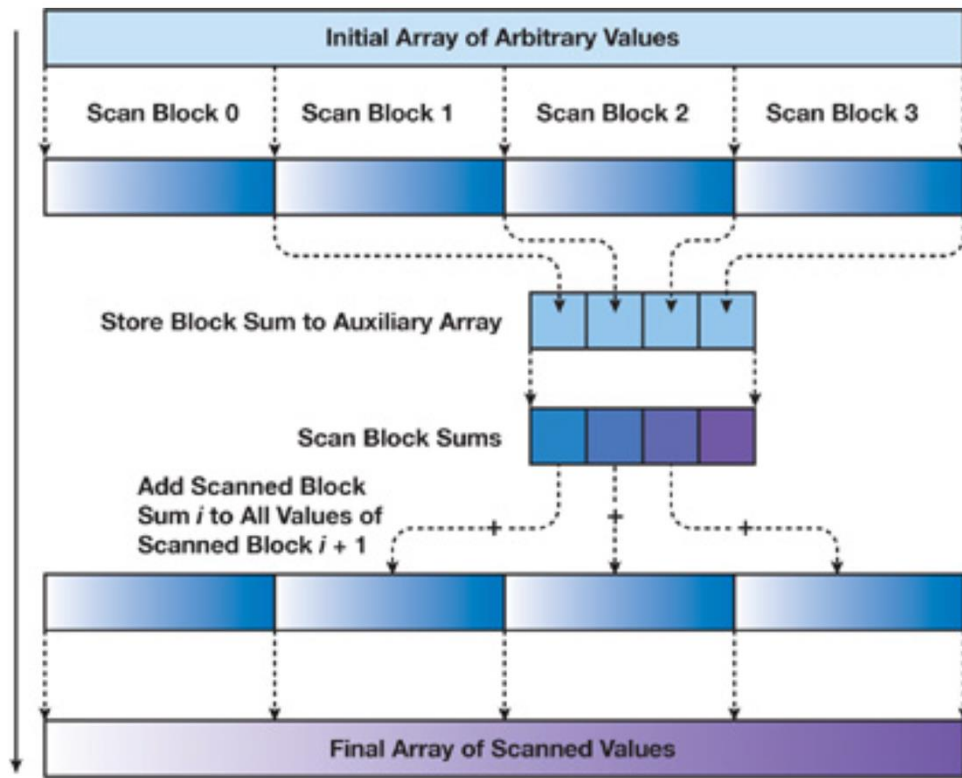 Initial Array of Arbitrary Values
Scan Block 0 Scan Block 1 Scan Block 2 Scan Block 3
Store Block Sum to Auxiliary Array
Scan Block Sums
Add Scanned Block
Sum i to All Values of
Scanned Block i + 1
+ + +
Final Array of Scanned Values